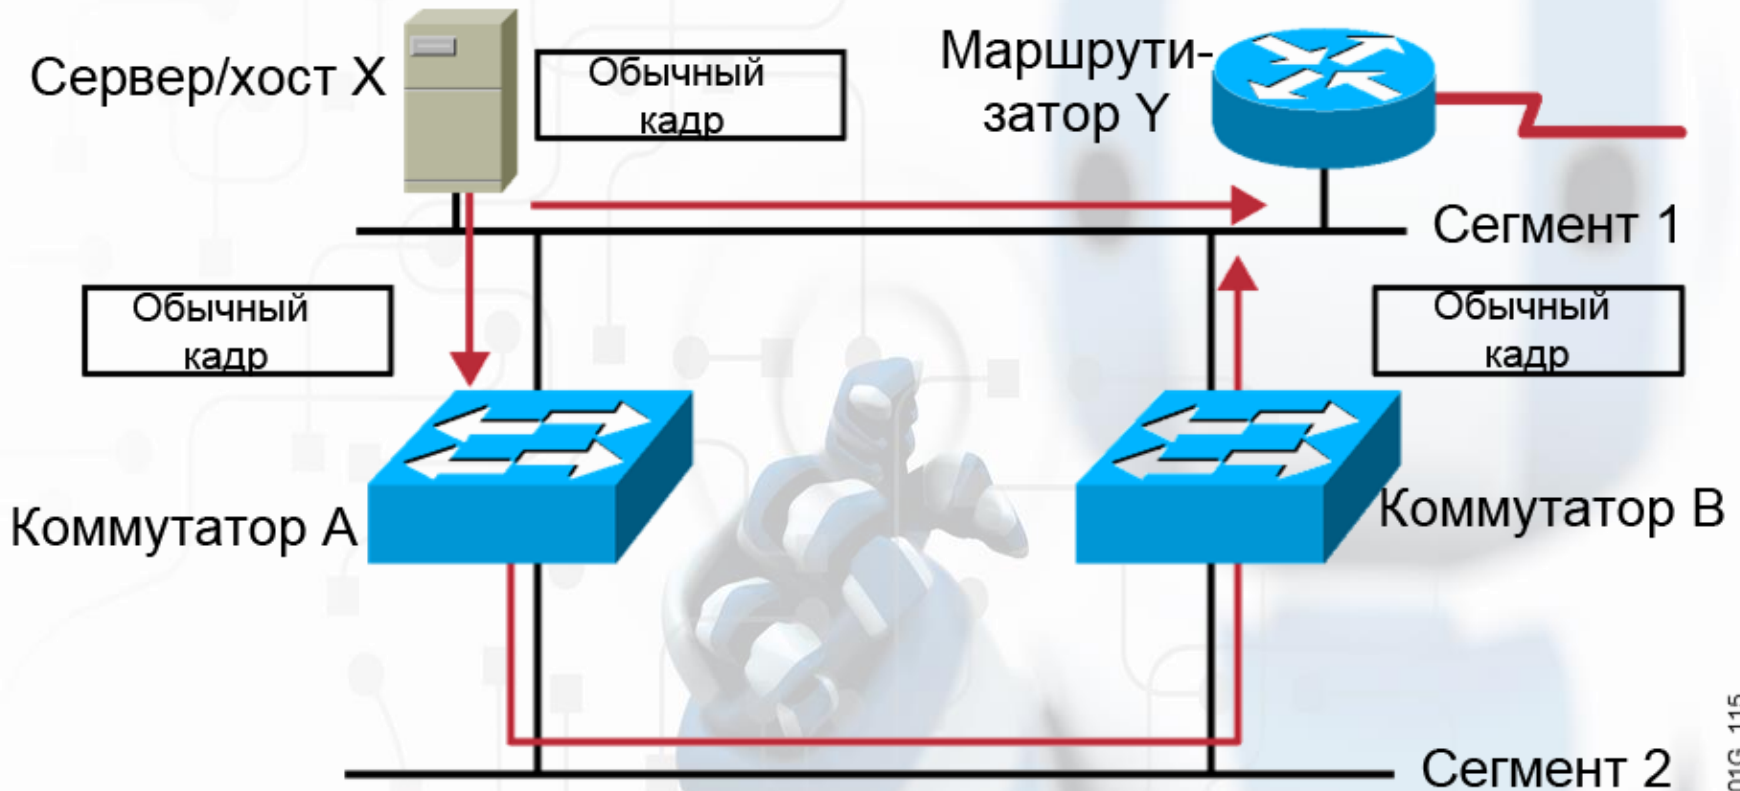 Сервер/хост X
Обычный
кадр
Маршрути-
затор Y
Сегмент 1
Обычный
кадр
Обычный
кадр
Коммутатор A
Коммутатор B
Сегмент 2